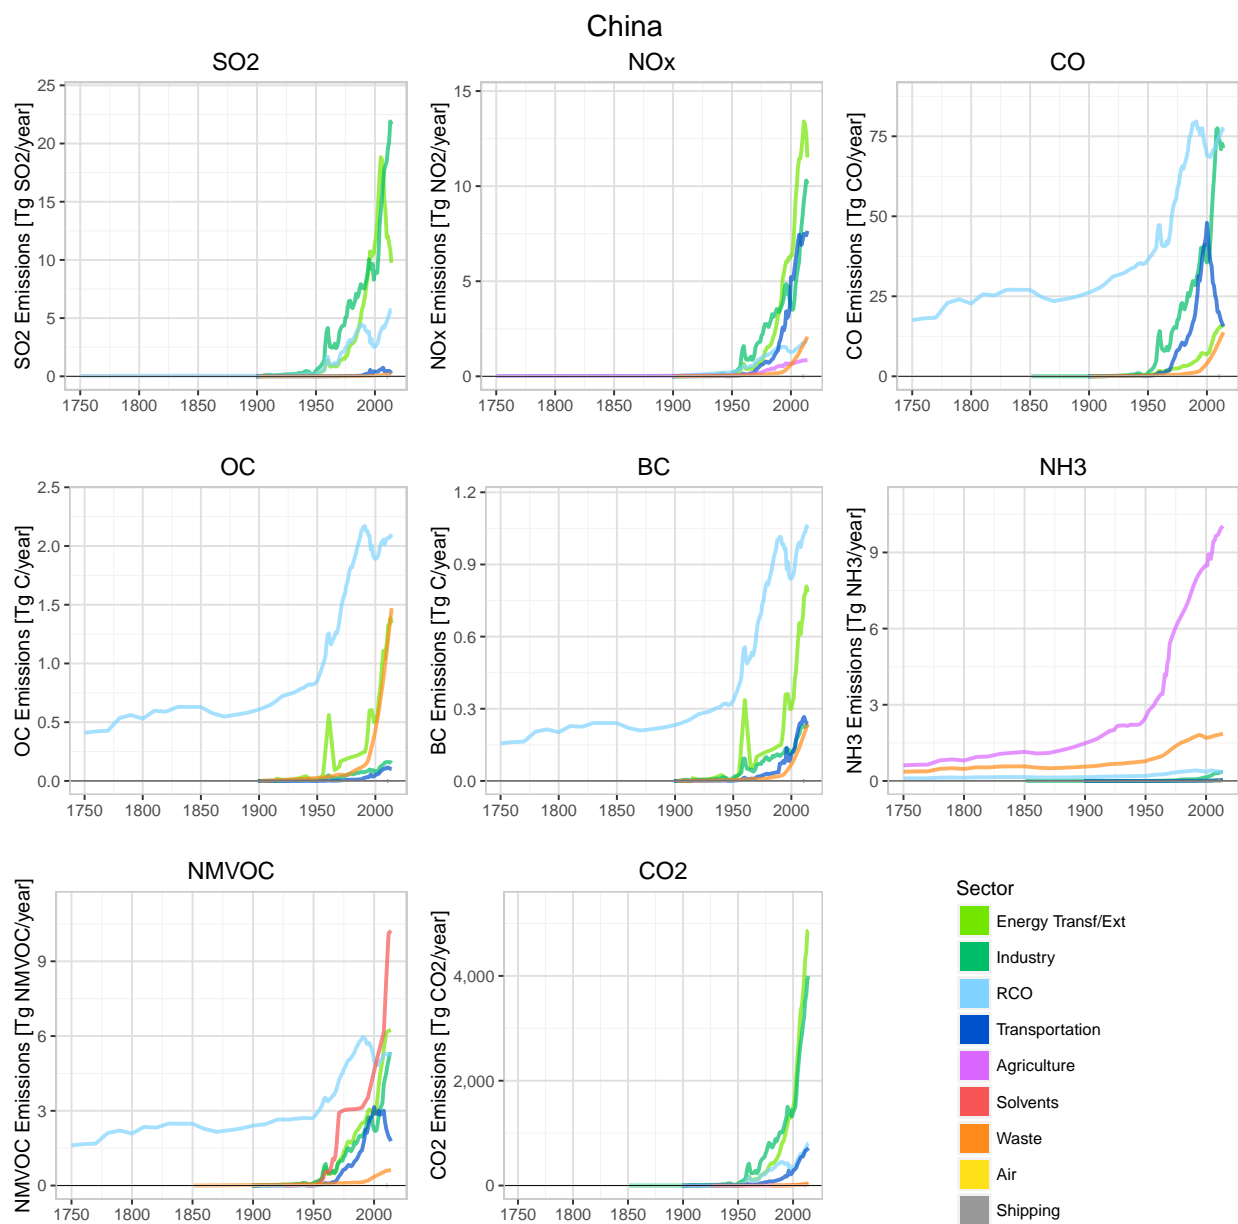 China
SO2 NOx CO
SO2 Emissions [Tg SO2/year]
25
20
15
10
5
0
1750 1800 1850 1900 1950 2000
NOx Emissions [Tg NO2/year]
15
10
5
0
1750 1800 1850 1900 1950 2000
CO Emissions [Tg CO/year]
75
50
25
0
1750 1800 1850 1900 1950 2000
OC BC NH3
OC Emissions [Tg C/year]
2.5
2.0
1.5
1.0
0.5
0.0
1750 1800 1850 1900 1950 2000
BC Emissions [Tg C/year]
1.2
0.9
0.6
0.3
0.0
1750 1800 1850 1900 1950 2000
NH3 Emissions [Tg NH3/year]
9
6
3
0
1750 1800 1850 1900 1950 2000
NMVOC CO2
NMVOC Emissions [Tg NMVOC/year]
9
6
3
0
1750 1800 1850 1900 1950 2000
CO2 Emissions [Tg CO2/year]
4,000
2,000
0
1750 1800 1850 1900 1950 2000
Sector
Energy Transf/Ext
Industry
RCO
Transportation
Agriculture
Solvents
Waste
Air
Shipping